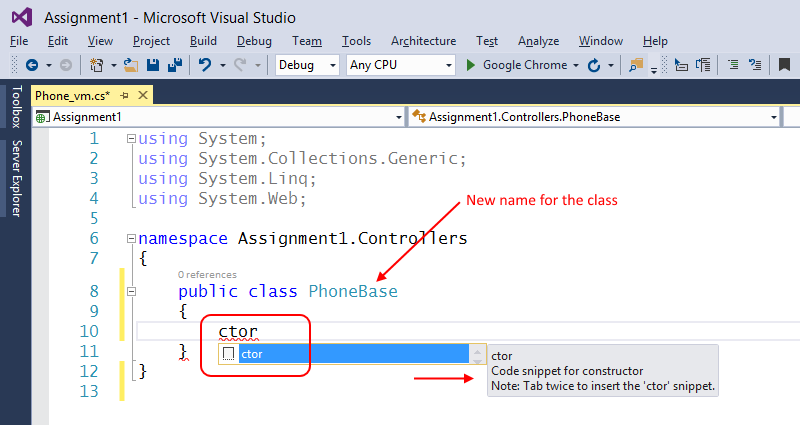 Assignment1 - Microsoft Visual Studio
File Edit View Project Build Debug Team Tools Architecture Test Analyze Window Help
Debug Any CPU Google Chrome
Toolbox
Server Explorer
Phone_vm.cs*
Assignment1 Assignment1.Controllers.PhoneBase
1 using System;
2 using System.Collections.Generic;
3 using System.Linq;
4 using System.Web;
New name for the class
5
6 namespace Assignment1.Controllers
7 {
0 references
8 public class PhoneBase
9 {
10 ctor
ctor
11 }
ctor
Code snippet for constructor
Note: Tab twice to insert the 'ctor' snippet.
12 }
13